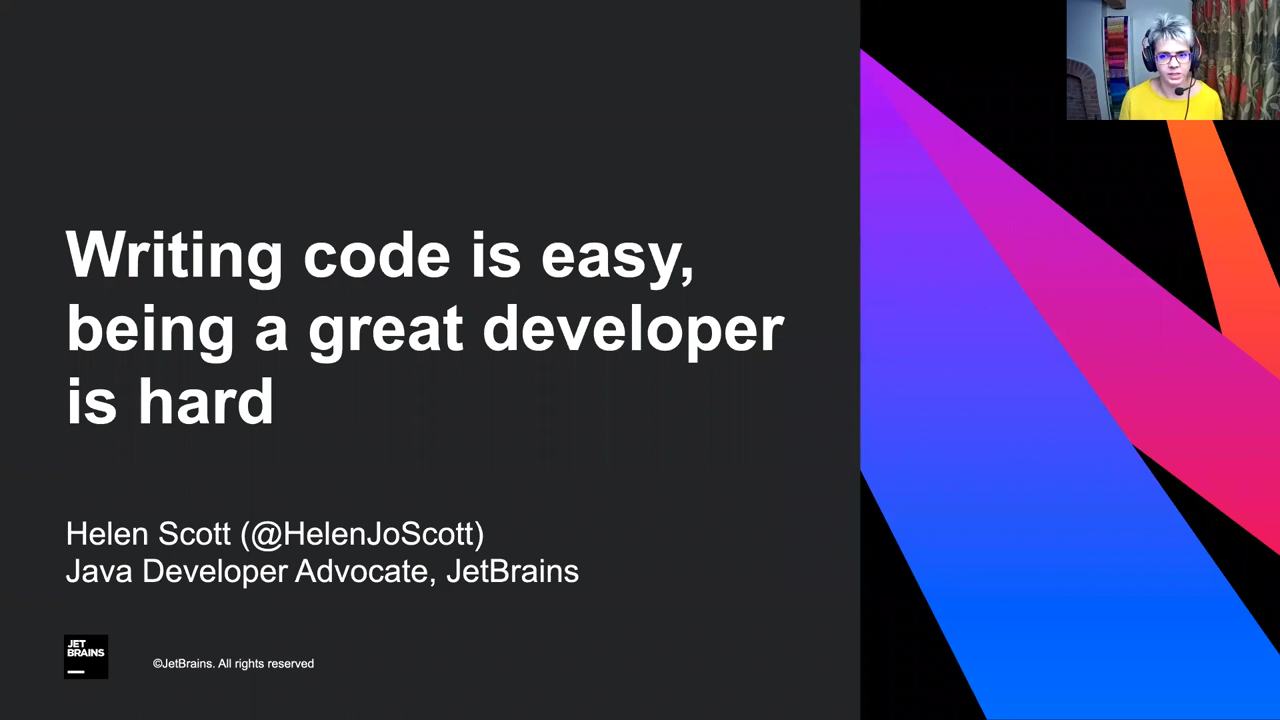 Writing code is easy,
being a great developer
is hard
Helen Scott (@HelenJoScott)
Java Developer Advocate, JetBrains
JET
BRAINS
©JetBrains. All rights reserved